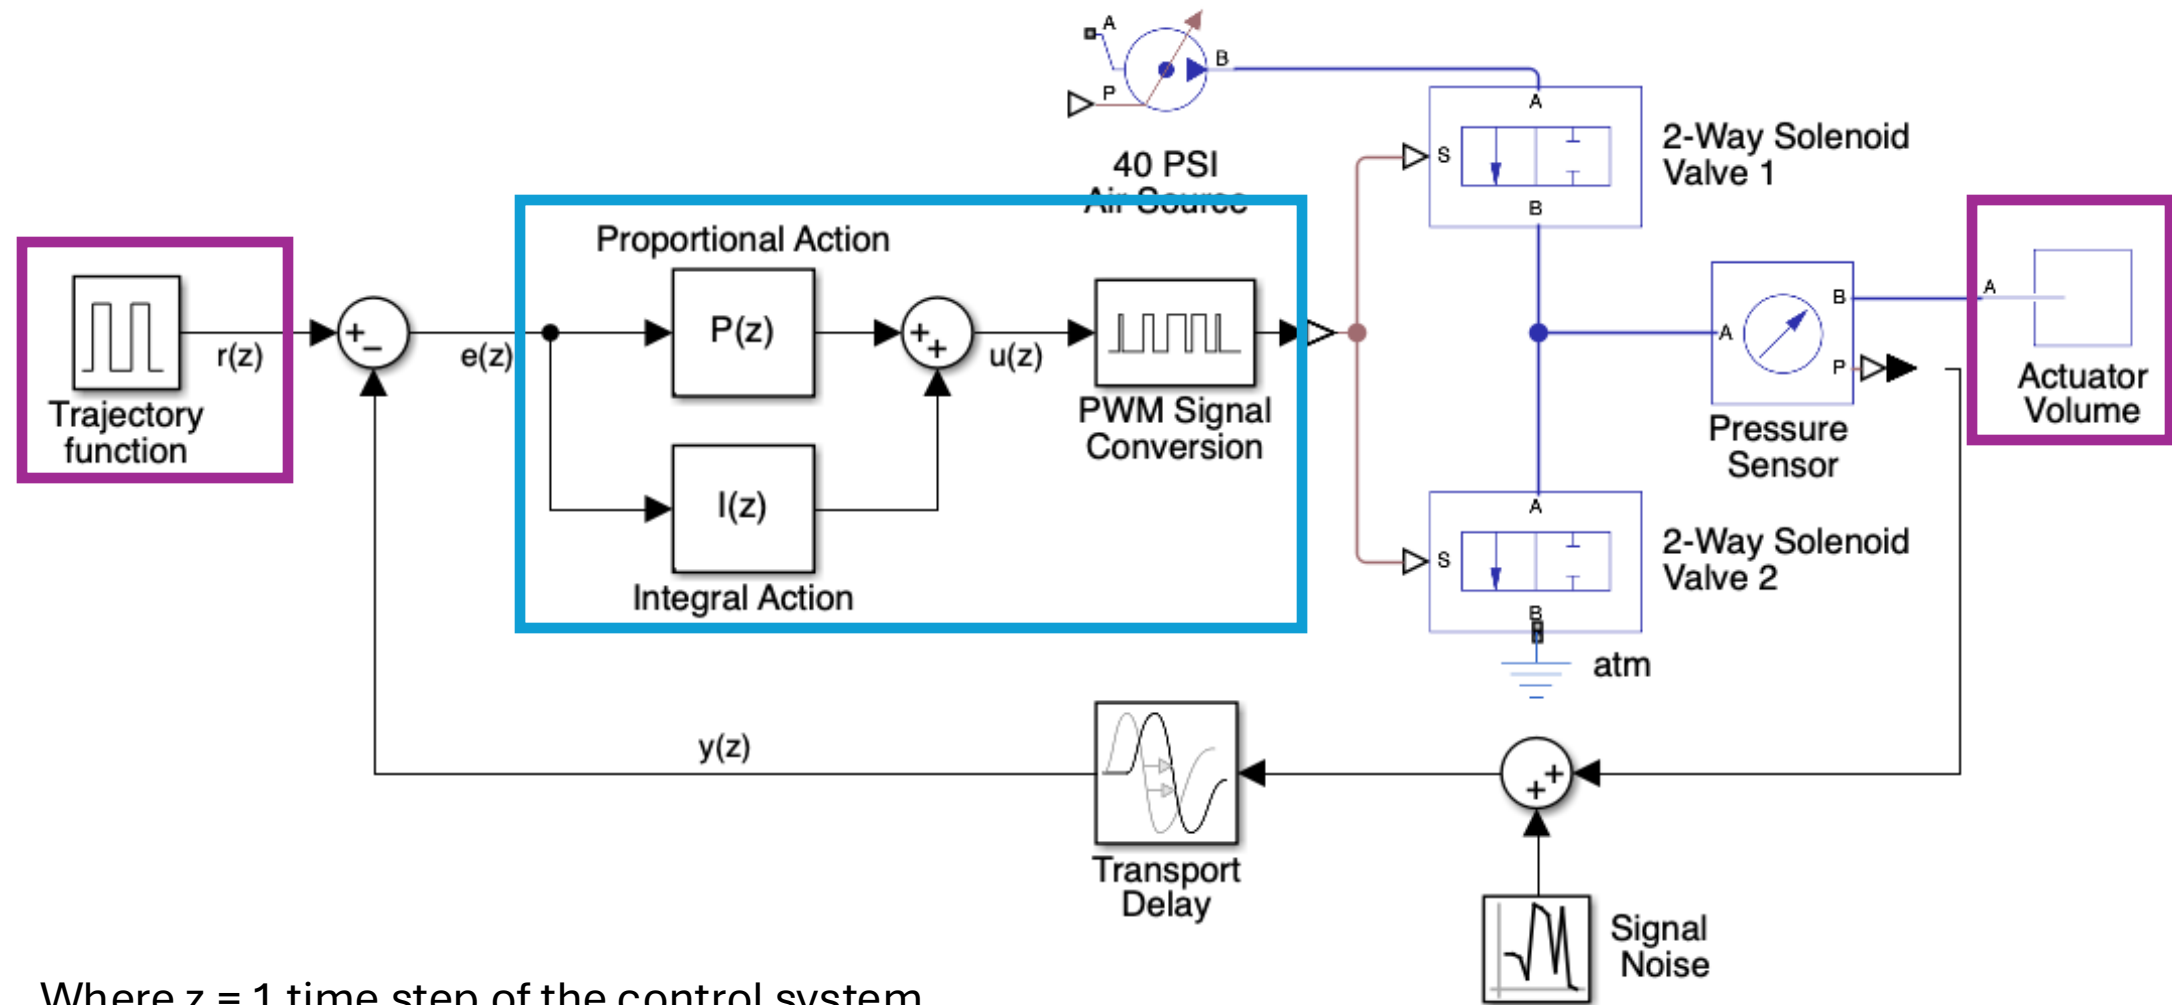 A
B
P
40 PSI
Air Source
A
S
B
2-Way Solenoid
Valve 1
Proportional Action
P(z)
+
−
+
+
r(z)
e(z)
u(z)
Trajectory
function
PWM Signal
Conversion
I(z)
Integral Action
A
B
P
Pressure
Sensor
A
Actuator
Volume
A
S
B
2-Way Solenoid
Valve 2
atm
y(z)
+
+
Transport
Delay
Signal
Noise
Where z = 1 time step of the control system